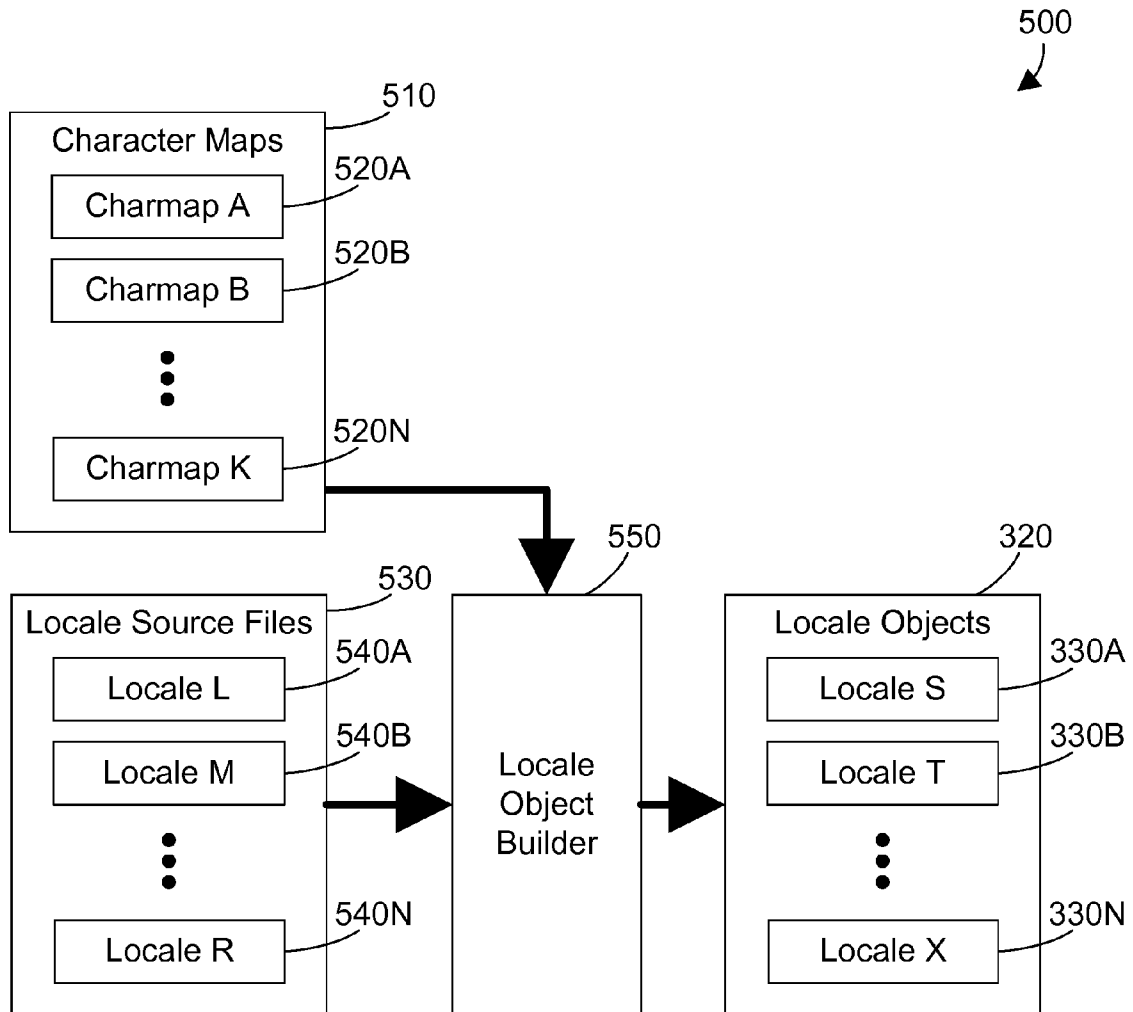 500
510
Character Maps
520A
Charmap A
520B
Charmap B
520N
Charmap K
550
320
530
Locale Source Files
540A
Locale L
540B
Locale M
540N
Locale R
Locale
Object
Builder
Locale Objects
330A
Locale S
330B
Locale T
330N
Locale X